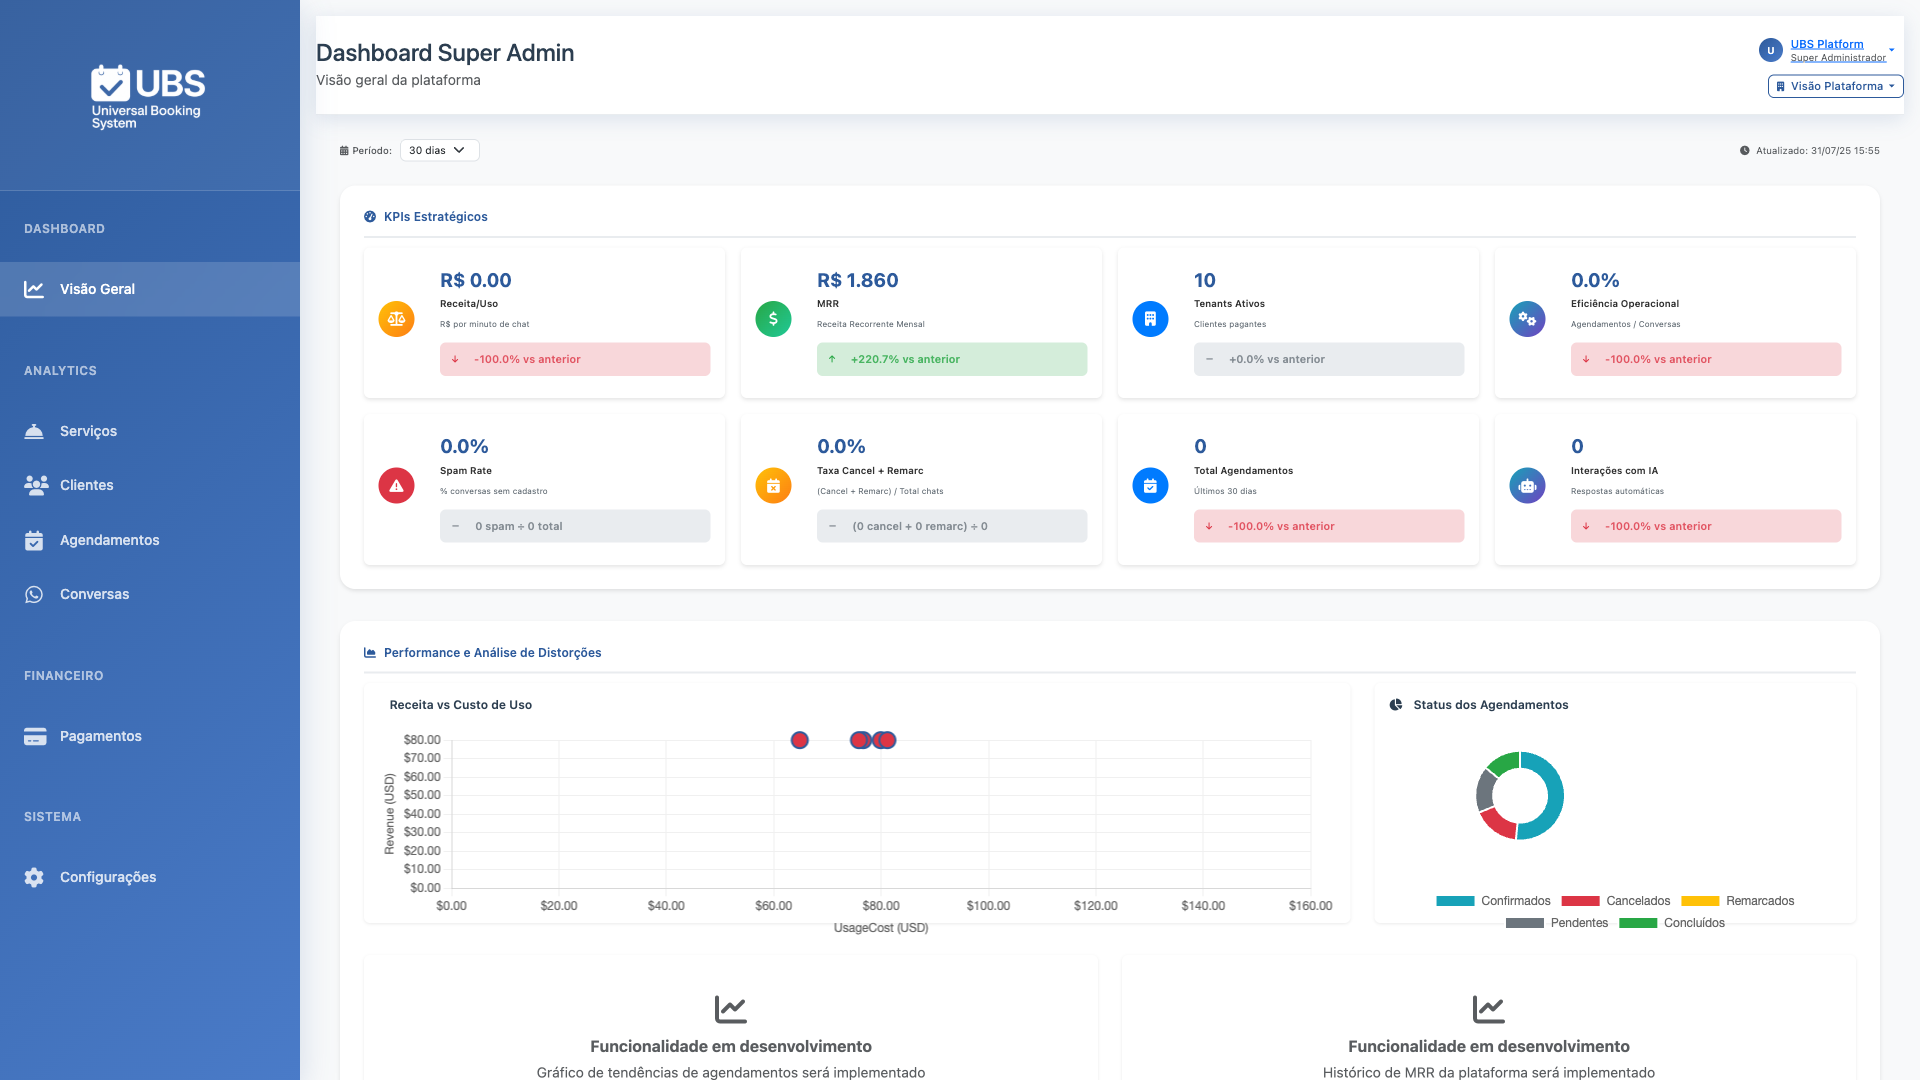 UBS
Universal Booking
System
DASHBOARD
Visão Geral
ANALYTICS
Serviços
Clientes
Agendamentos
Conversas
FINANCEIRO
Pagamentos
SISTEMA
Configurações
Dashboard Super Admin
Visão geral da plataforma
U
UBS Platform
Super Administrador
Visão Plataforma
Período:
30 dias
Atualizado: 31/07/25 15:55
KPIs Estratégicos
R$ 0.00
Receita/Uso
R$ por minuto de chat
-100.0% vs anterior
R$ 1.860
MRR
Receita Recorrente Mensal
+220.7% vs anterior
10
Tenants Ativos
Clientes pagantes
+0.0% vs anterior
0.0%
Eficiência Operacional
Agendamentos / Conversas
-100.0% vs anterior
0.0%
Spam Rate
% conversas sem cadastro
0 spam ÷ 0 total
0.0%
Taxa Cancel + Remarc
(Cancel + Remarc) / Total chats
(0 cancel + 0 remarc) ÷ 0
0
Total Agendamentos
Últimos 30 dias
-100.0% vs anterior
0
Interações com IA
Respostas automáticas
-100.0% vs anterior
Performance e Análise de Distorções
Receita vs Custo de Uso
Revenue (USD)
$80.00
$70.00
$60.00
$50.00
$40.00
$30.00
$20.00
$10.00
$0.00
$0.00 $20.00 $40.00 $60.00 $80.00 $100.00 $120.00 $140.00 $160.00
UsageCost (USD)
Status dos Agendamentos
Confirmados Cancelados Remarcados
Pendentes Concluídos
Funcionalidade em desenvolvimento
Gráfico de tendências de agendamentos será implementado
Funcionalidade em desenvolvimento
Histórico de MRR da plataforma será implementado